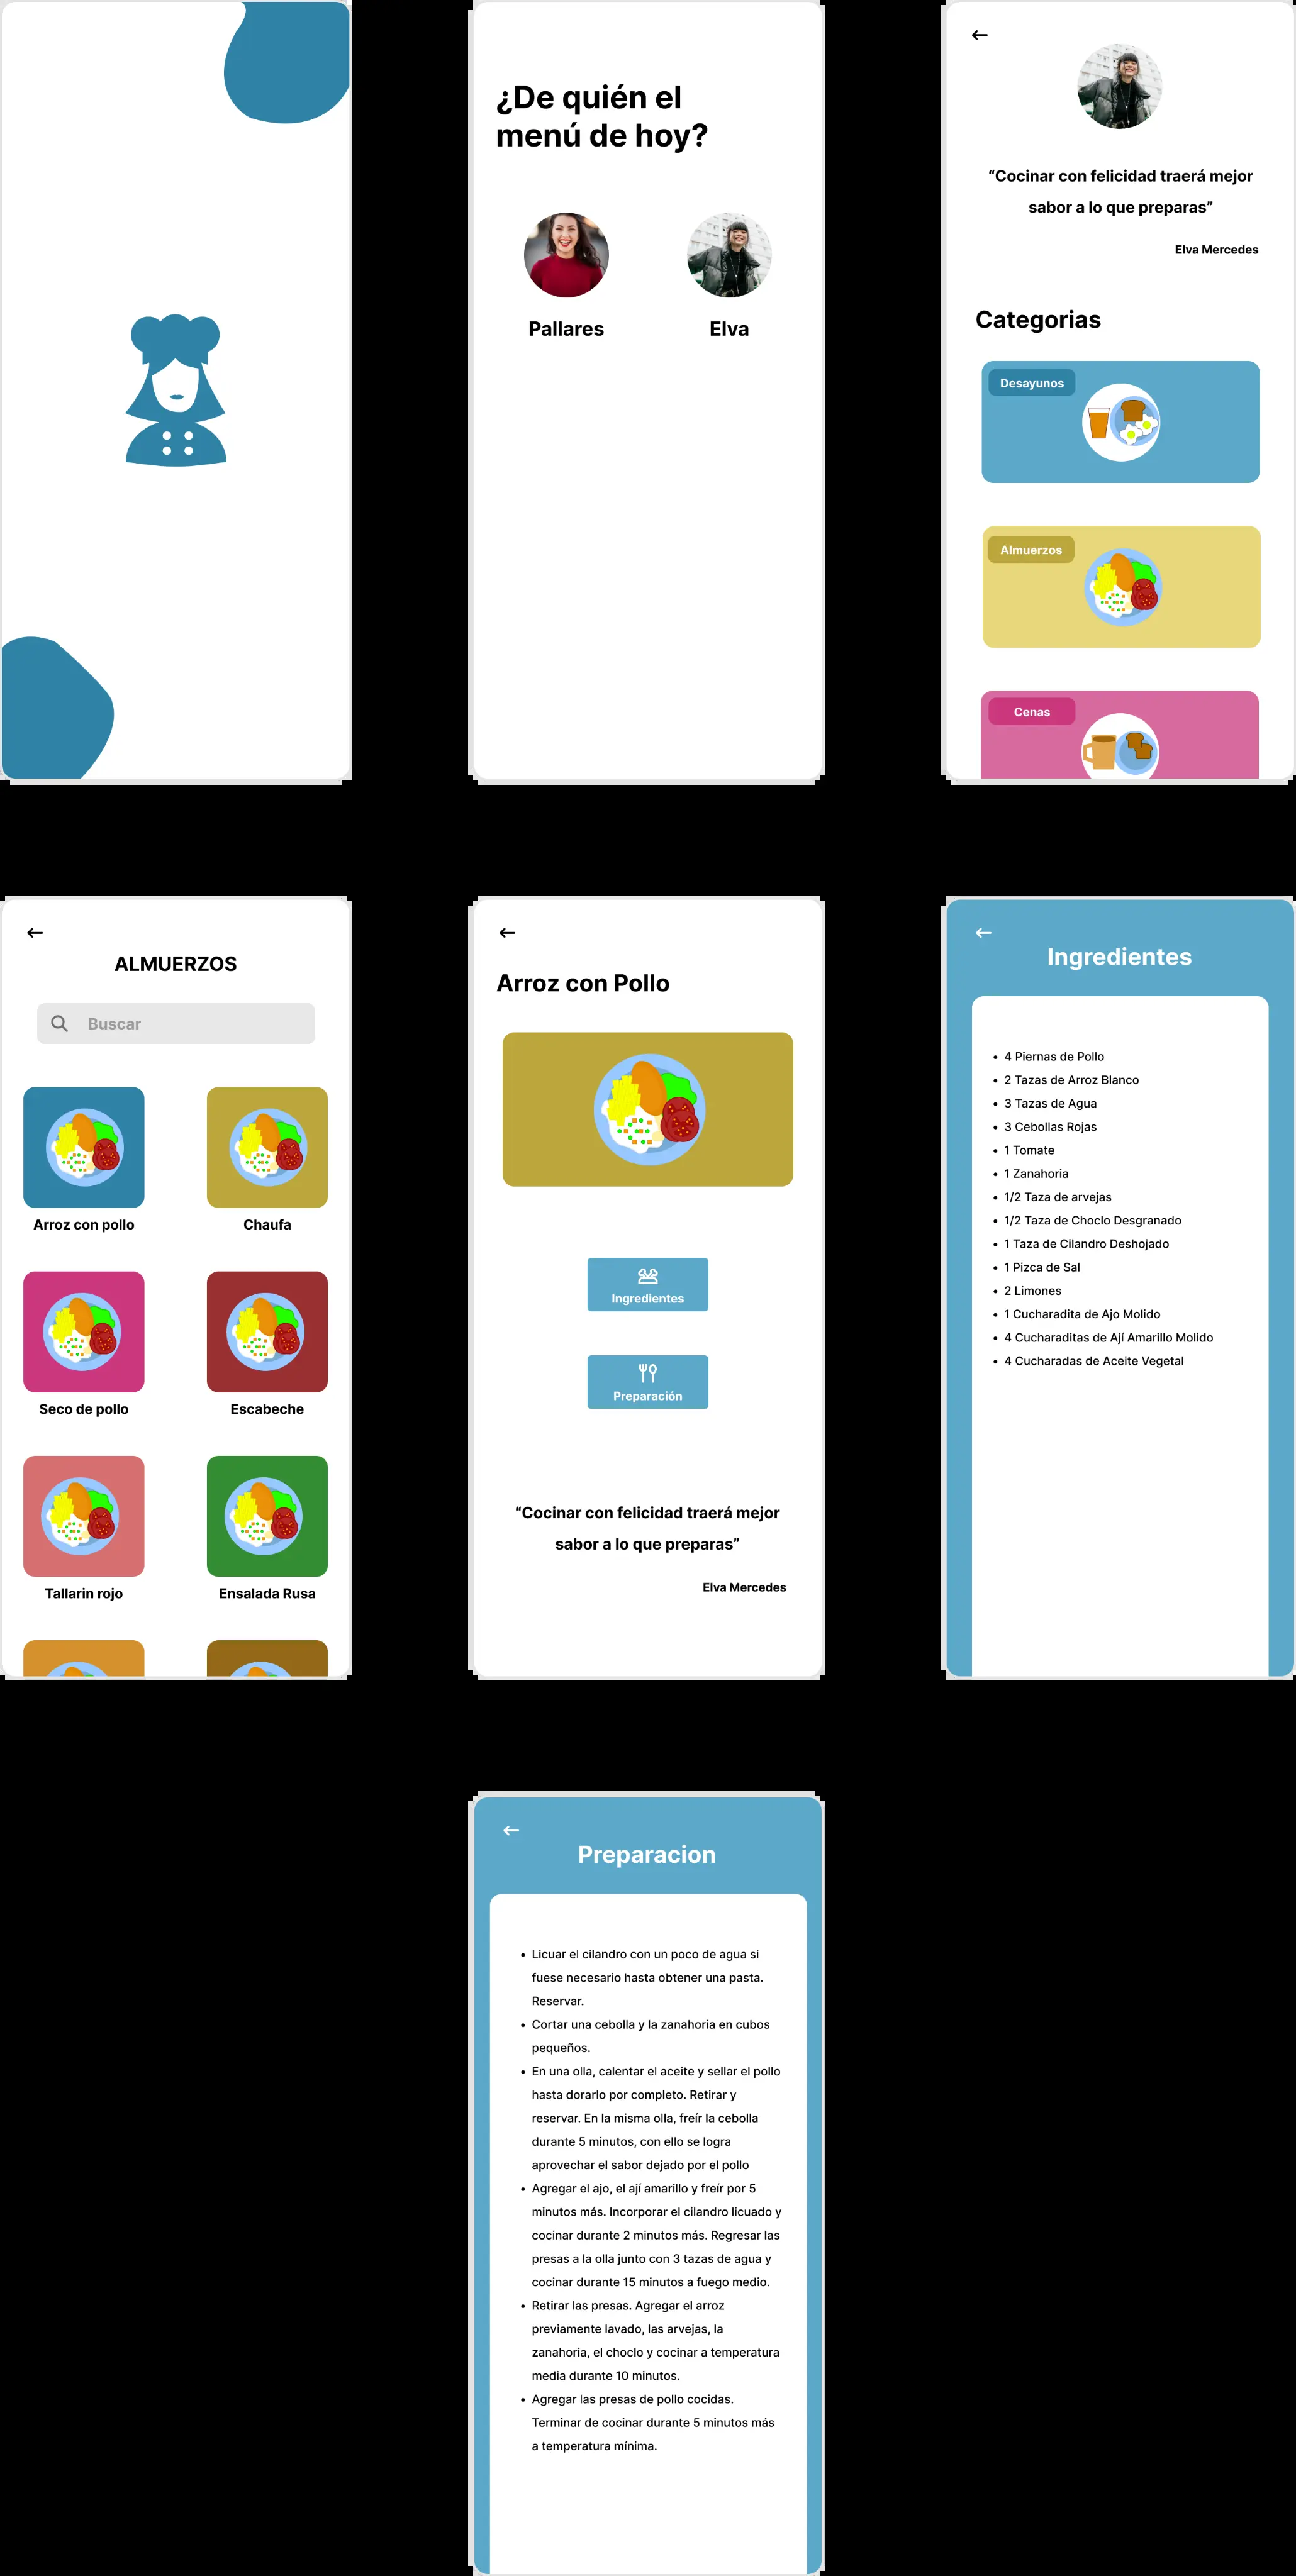 ¿De quién el
menú de hoy?
Pallares
Elva
“Cocinar con felicidad traerá mejor
sabor a lo que preparas”
Elva Mercedes
Categorias
Desayunos
Almuerzos
Cenas
ALMUERZOS
Buscar
Arroz con pollo
Chaufa
Seco de pollo
Escabeche
Tallarin rojo
Ensalada Rusa
Arroz con Pollo
Ingredientes
Preparación
“Cocinar con felicidad traerá mejor
sabor a lo que preparas”
Elva Mercedes
Ingredientes
• 4 Piernas de Pollo
• 2 Tazas de Arroz Blanco
• 3 Tazas de Agua
• 3 Cebollas Rojas
• 1 Tomate
• 1 Zanahoria
• 1/2 Taza de arvejas
• 1/2 Taza de Choclo Desgranado
• 1 Taza de Cilandro Deshojado
• 1 Pizca de Sal
• 2 Limones
• 1 Cucharadita de Ajo Molido
• 4 Cucharaditas de Ají Amarillo Molido
• 4 Cucharadas de Aceite Vegetal
Preparacion
• Licuar el cilandro con un poco de agua si
fuese necesario hasta obtener una pasta.
Reservar.
• Cortar una cebolla y la zanahoria en cubos
pequeños.
• En una olla, calentar el aceite y sellar el pollo
hasta dorarlo por completo. Retirar y
reservar. En la misma olla, freír la cebolla
durante 5 minutos, con ello se logra
aprovechar el sabor dejado por el pollo
• Agregar el ajo, el ají amarillo y freír por 5
minutos más. Incorporar el cilandro licuado y
cocinar durante 2 minutos más. Regresar las
presas a la olla junto con 3 tazas de agua y
cocinar durante 15 minutos a fuego medio.
• Retirar las presas. Agregar el arroz
previamente lavado, las arvejas, la
zanahoria, el choclo y cocinar a temperatura
media durante 10 minutos.
• Agregar las presas de pollo cocidas.
Terminar de cocinar durante 5 minutos más
a temperatura mínima.